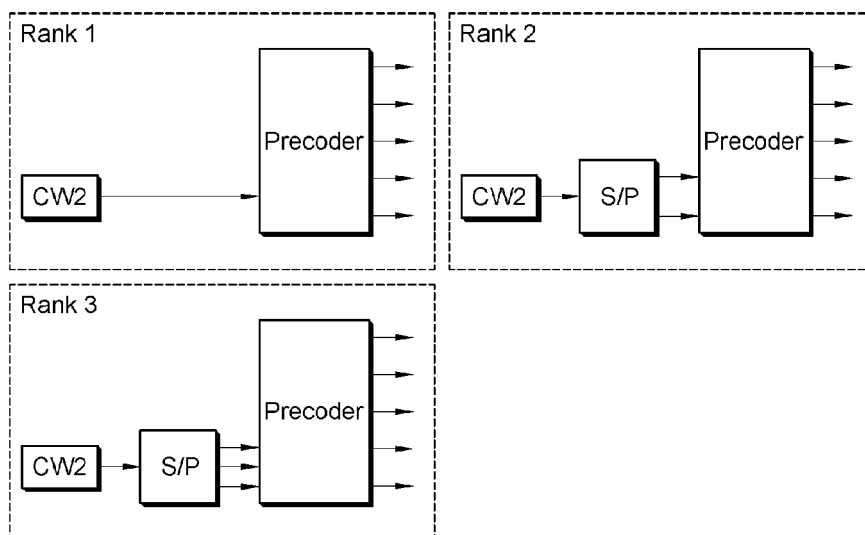 Rank 1
Precoder
CW2
Rank 2
Precoder
CW2
S/P
Rank 3
Precoder
CW2
S/P